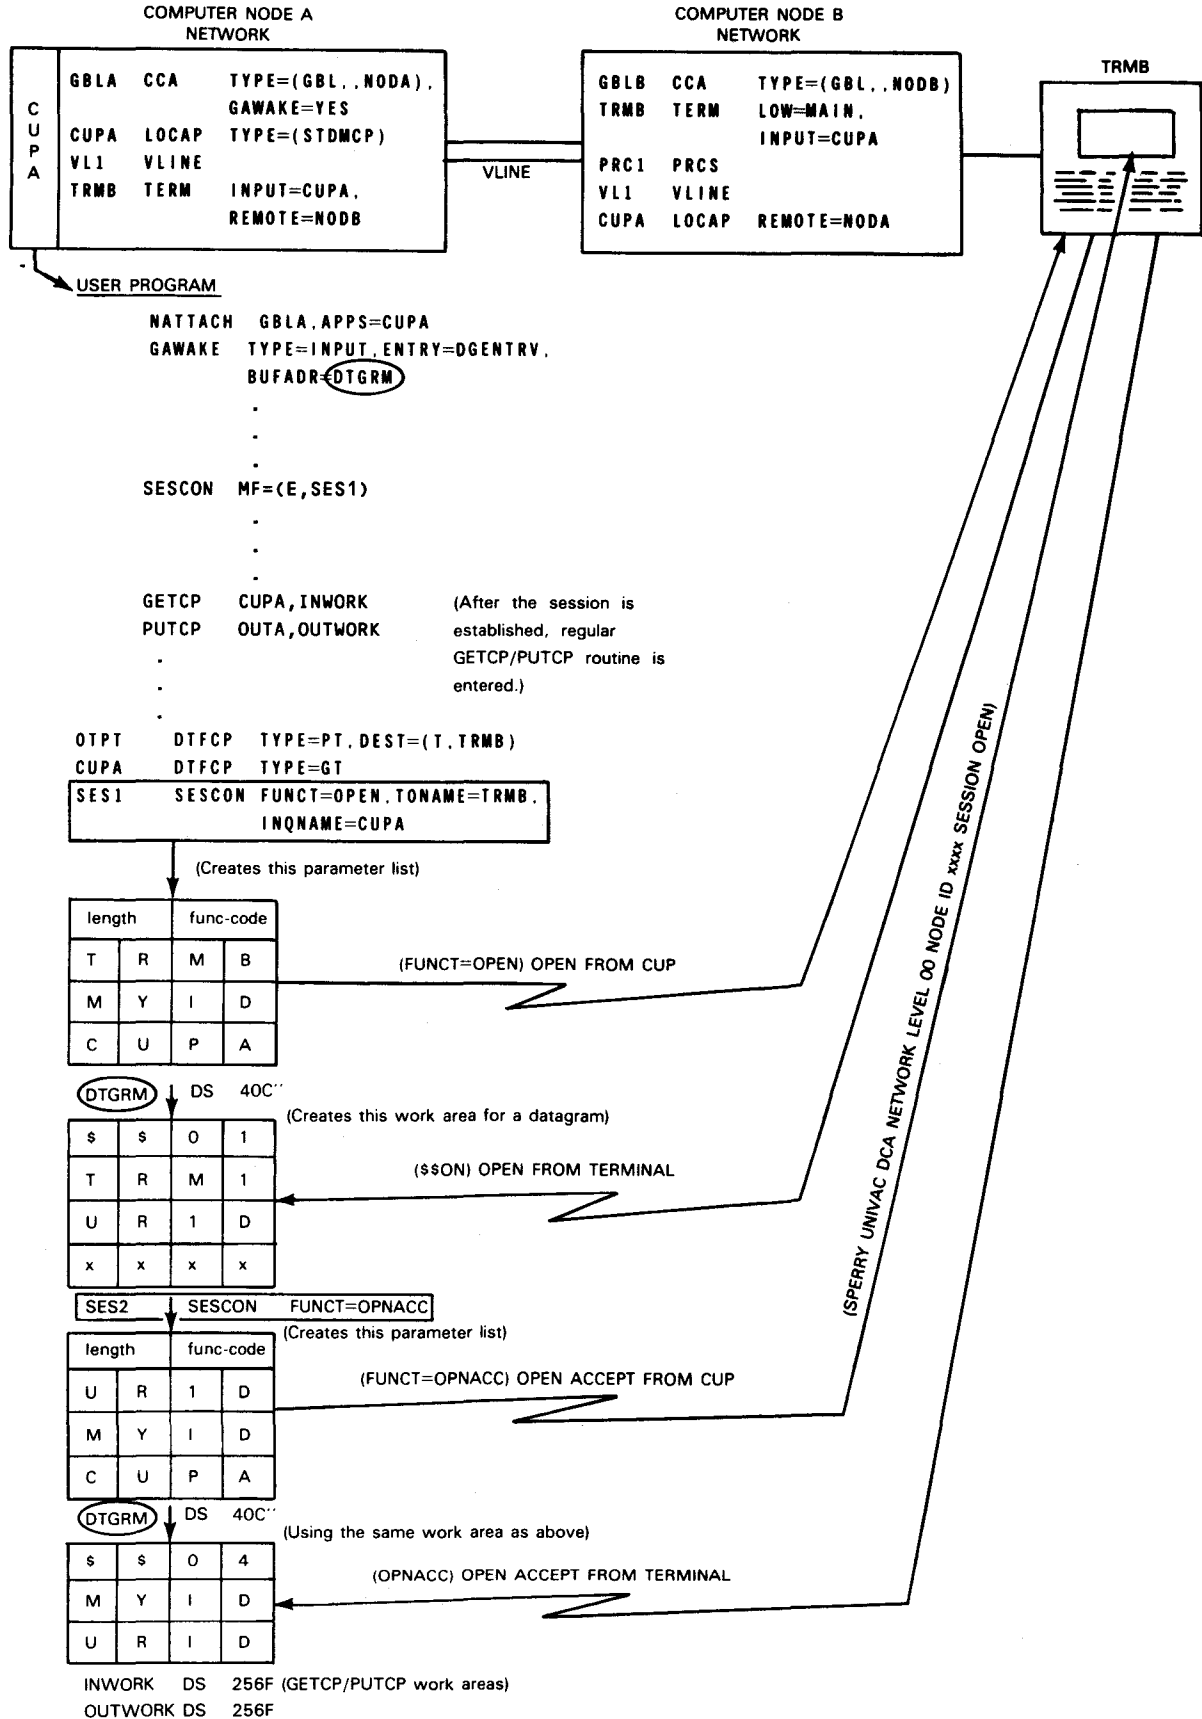 COMPUTER NODE A
NETWORK
COMPUTER NODE B
NETWORK
TRMB
CUPA
GBLA CCA TYPE=(GBL,,NODA),
GAWAKE=YES
CUPA LOCAP TYPE=(STDMCP)
VL1 VLINE
TRMB TERM INPUT=CUPA,
REMOTE=NODB
VLINE
GBLB CCA TYPE=(GBL,,NODB)
TRMB TERM LOW=MAIN,
INPUT=CUPA
PRC1 PRCS
VL1 VLINE
CUPA LOCAP REMOTE=NODA
USER PROGRAM
NATTACH GBLA,APPS=CUPA
GAWAKE TYPE=INPUT,ENTRY=DGENTRV,
BUFADR=DTGRM
.
.
.
SESCON MF=(E,SES1)
.
.
.
GETCP CUPA,INWORK (After the session is
PUTCP OUTA,OUTWORK established, regular
. GETCP/PUTCP routine is
. entered.)
.
OTPT DTFCP TYPE=PT,DEST=(T,TRMB)
CUPA DTFCP TYPE=GT
SES1 SESCON FUNCT=OPEN,TONAME=TRMB,
INQNAME=CUPA
(Creates this parameter list)
length func-code
T R M B
M Y I D
C U P A
(FUNCT=OPEN) OPEN FROM CUP
DTGRM DS 40C''
(Creates this work area for a datagram)
$ $ 0 1
T R M 1
U R 1 D
x x x x
($$ON) OPEN FROM TERMINAL
SES2 SESCON FUNCT=OPNACC
(Creates this parameter list)
length func-code
U R 1 D
M Y I D
C U P A
(FUNCT=OPNACC) OPEN ACCEPT FROM CUP
DTGRM DS 40C''
(Using the same work area as above)
$ $ 0 4
M Y I D
U R I D
(OPNACC) OPEN ACCEPT FROM TERMINAL
(SPERRY UNIVAC DCA NETWORK LEVEL 00 NODE ID xxxx SESSION OPEN)
INWORK DS 256F (GETCP/PUTCP work areas)
OUTWORK DS 256F